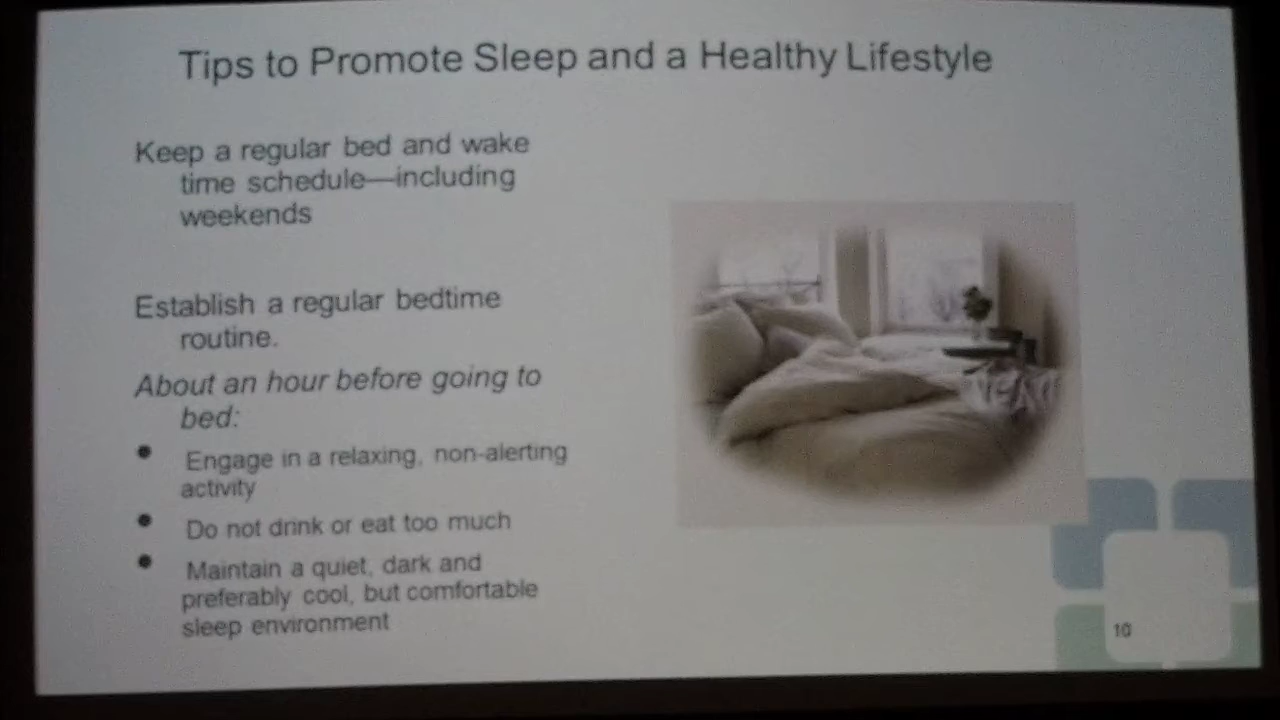 Tips to Promote Sleep and a Healthy Lifestyle
Keep a regular bed and wake
time schedule—including
weekends
Establish a regular bedtime
routine.
About an hour before going to
bed:
• Engage in a relaxing, non-alerting
activity
• Do not drink or eat too much
• Maintain a quiet, dark and
preferably cool, but comfortable
sleep environment
10